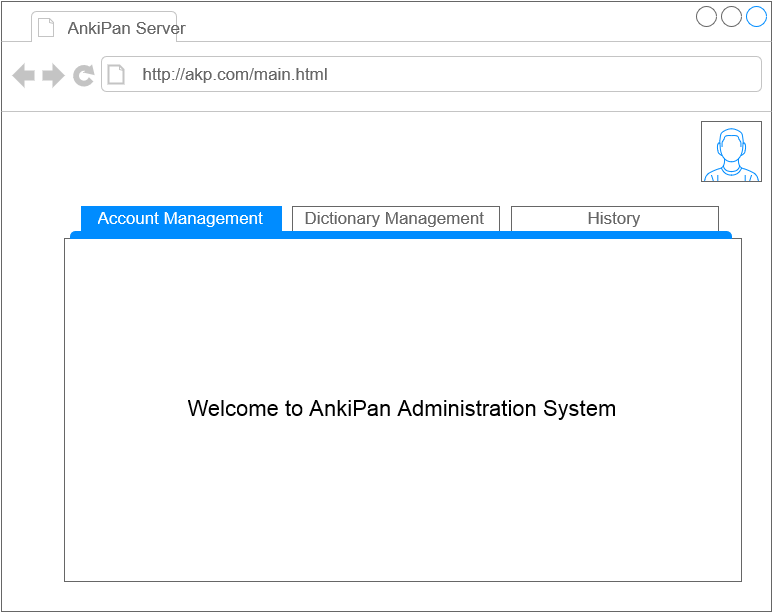 AnkiPan Server
http://akp.com/main.html
Account Management
Dictionary Management
History
Welcome to AnkiPan Administration System